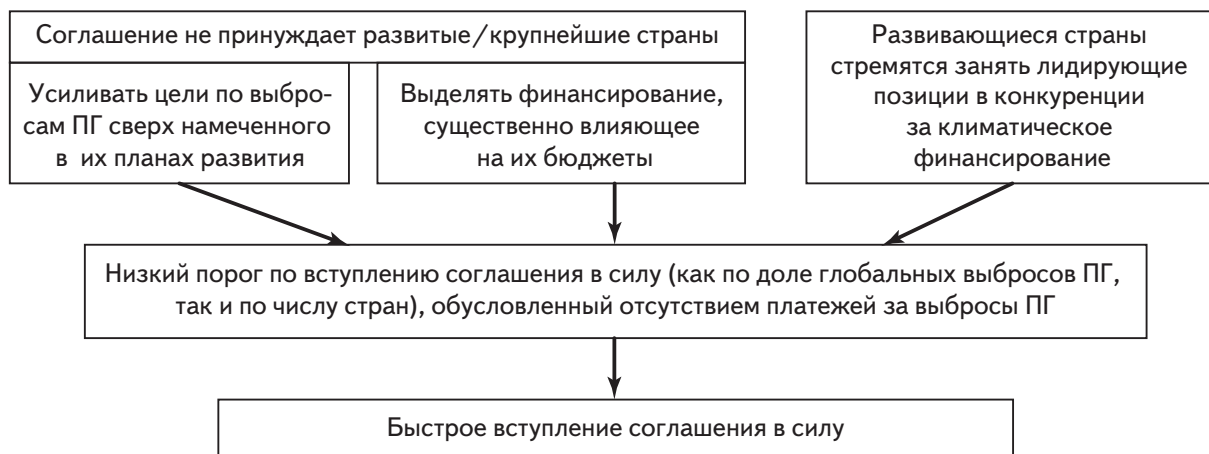 Соглашение не принуждает развитые/крупнейшие страны
Усиливать цели по выбро-
сам ПГ сверх намеченного
в их планах развития
Выделять финансирование,
существенно влияющее
на их бюджеты
Развивающиеся страны
стремятся занять лидирующие
позиции в конкуренции
за климатическое
финансирование
Низкий порог по вступлению соглашения в силу (как по доле глобальных выбросов ПГ,
так и по числу стран), обусловленный отсутствием платежей за выбросы ПГ
Быстрое вступление соглашения в силу